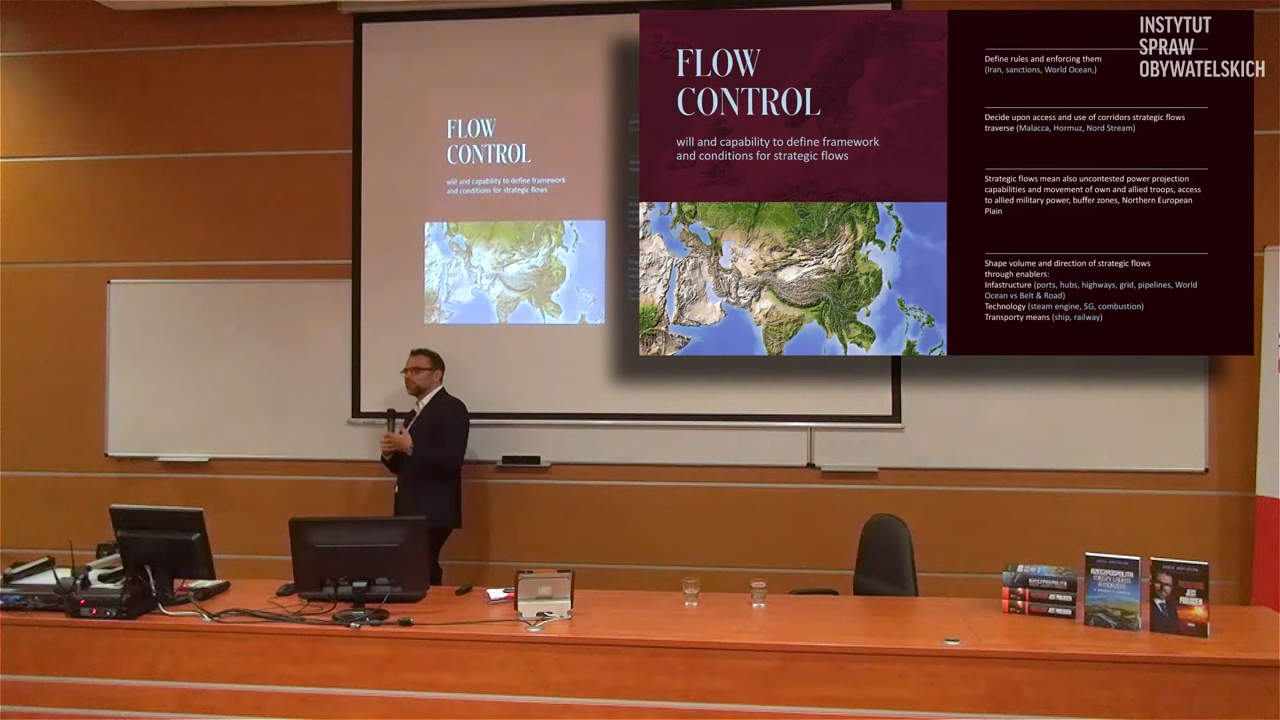 FLOW
CONTROL
will and capability to define framework
and conditions for strategic flows
FLOW
CONTROL
will and capability to define framework
and conditions for strategic flows
Define rules and enforcing them
(Iran, sanctions, World Ocean,)
Decide upon access and use of corridors strategic flows
traverse (Malacca, Hormuz, Nord Stream)
Strategic flows mean also uncontested power projection
capabilities and movement of own and allied troops, access
to allied military power, buffer zones, Northern European
Plain
Shape volume and direction of strategic flows
through enablers:
Infastructure (ports, hubs, highways, grid, pipelines, World
Ocean vs Belt & Road)
Technology (steam engine, 5G, combustion)
Transporty means (ship, railway)
INSTYTUT
SPRAW
OBYWATELSKICH
RZECZPOSPOLITA